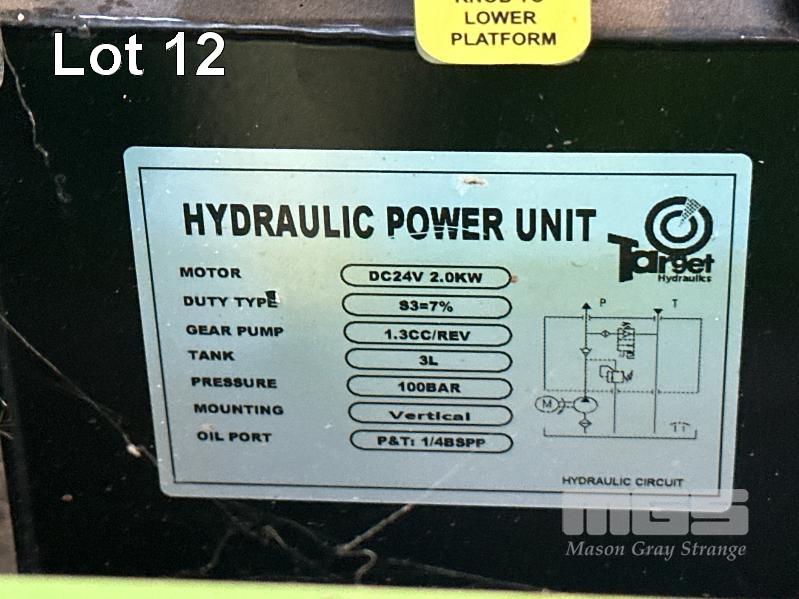 LOWER
PLATFORM
Lot 12
HYDRAULIC POWER UNIT
Target
Hydraulics
MOTOR DC24V 2.0KW
DUTY TYPE S3=7%
GEAR PUMP 1.3CC/REV
TANK 3L
PRESSURE 100BAR
MOUNTING Vertical
OIL PORT P&T: 1/4BSPP
P T
M
HYDRAULIC CIRCUIT
MGS
Mason Gray Strange